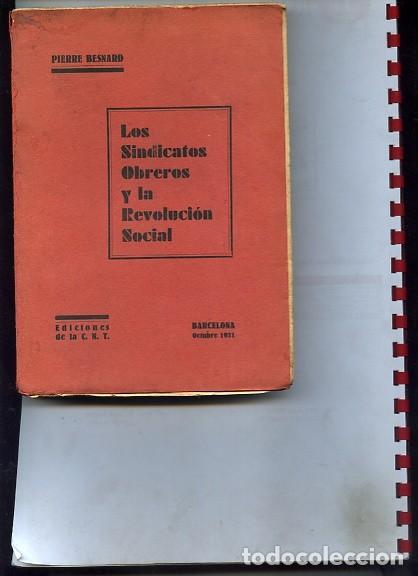 PIERRE BESNARD
Los
Sindicatos
Obreros
y la
Revolución
Social
Ediciones
de la C. N. T.
BARCELONA
Octubre 1931
todocoleccion